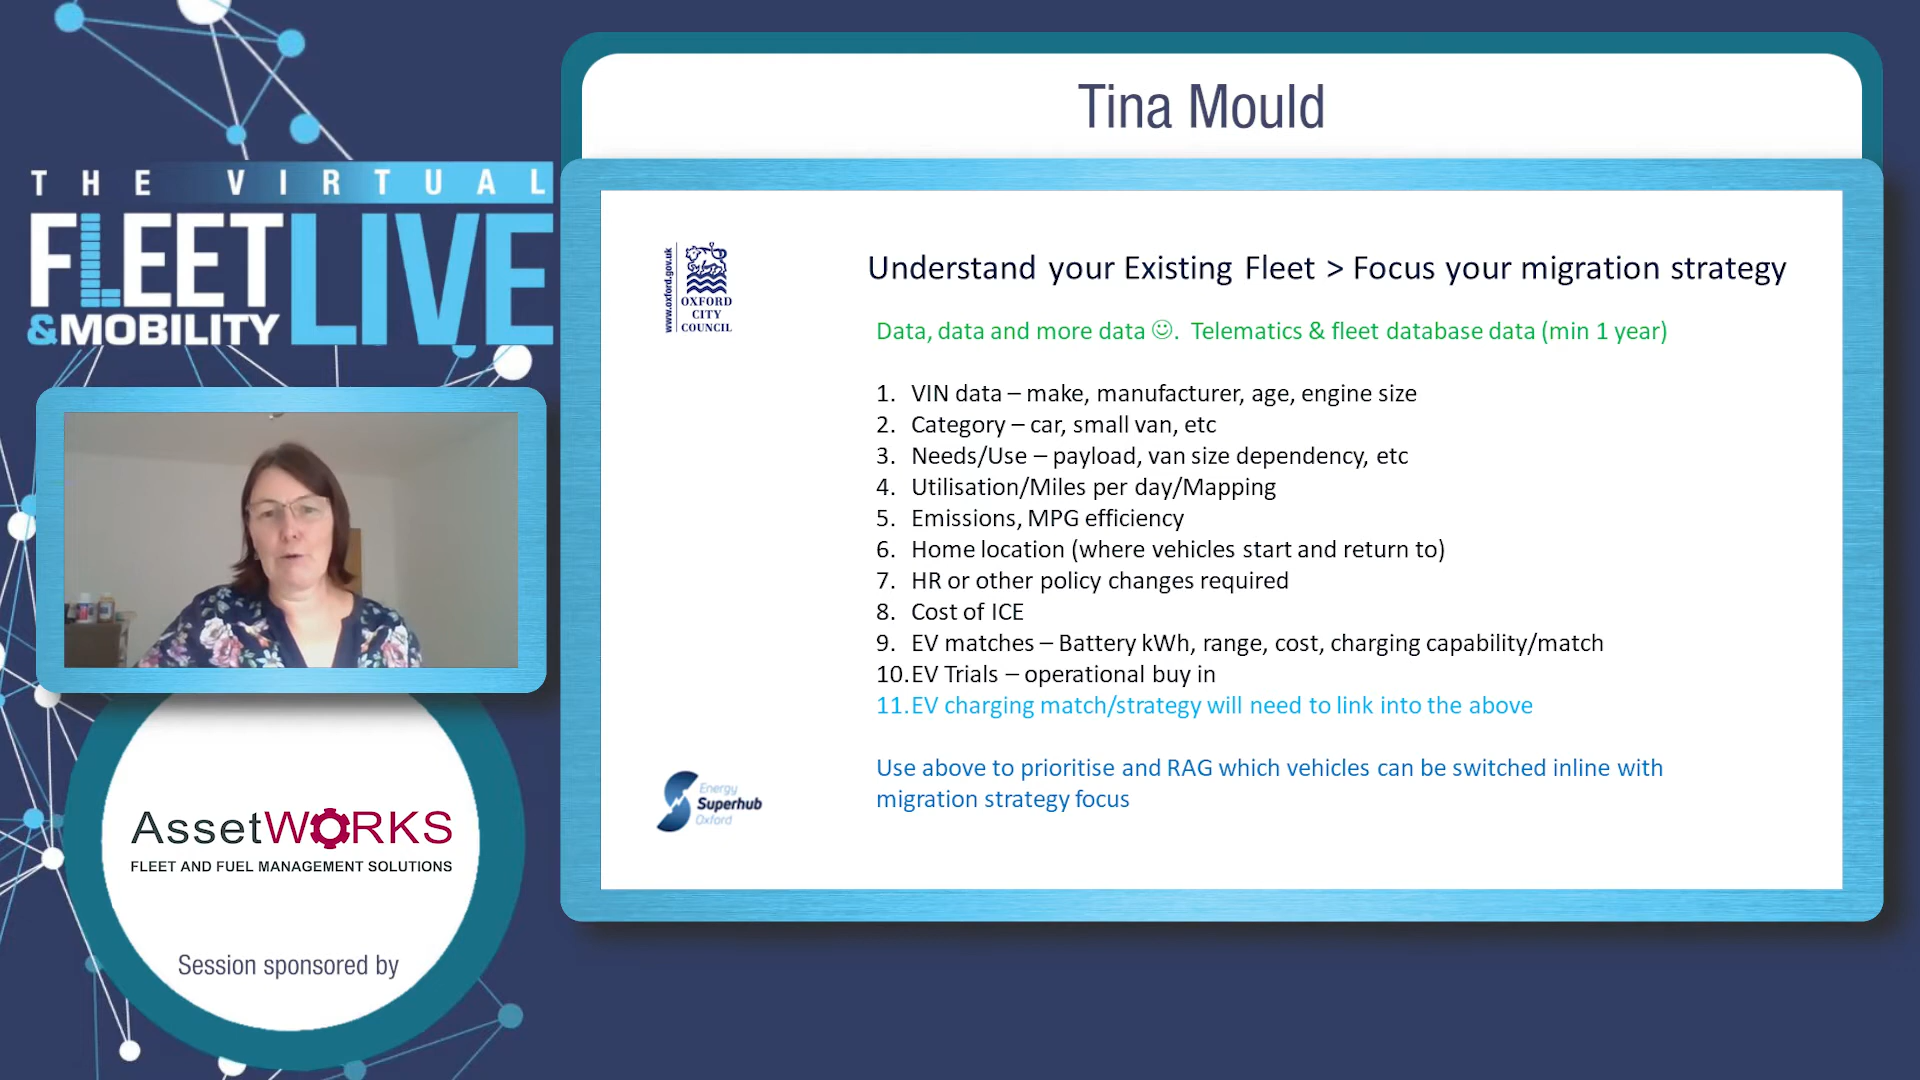 THE VIRTUAL
FLEET
&MOBILITY
LIVE
AssetWORKS
FLEET AND FUEL MANAGEMENT SOLUTIONS
Session sponsored by
Tina Mould
www.oxford.gov.uk
OXFORD
CITY
COUNCIL
Understand your Existing Fleet > Focus your migration strategy
Data, data and more data ☺. Telematics & fleet database data (min 1 year)
1. VIN data – make, manufacturer, age, engine size
2. Category – car, small van, etc
3. Needs/Use – payload, van size dependency, etc
4. Utilisation/Miles per day/Mapping
5. Emissions, MPG efficiency
6. Home location (where vehicles start and return to)
7. HR or other policy changes required
8. Cost of ICE
9. EV matches – Battery kWh, range, cost, charging capability/match
10. EV Trials – operational buy in
11. EV charging match/strategy will need to link into the above
Use above to prioritise and RAG which vehicles can be switched inline with
migration strategy focus
Energy
Superhub
Oxford